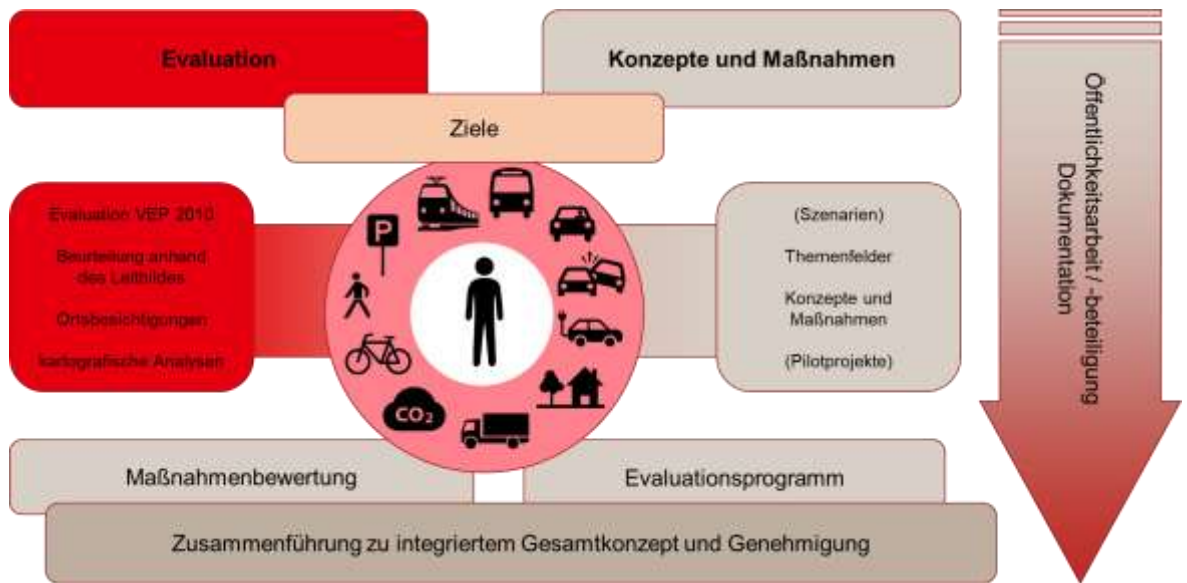 Evaluation
Konzepte und Maßnahmen
Ziele
Evaluation VEP 2010
Beurteilung anhand
des Leitbildes
Ortsbesichtigungen
kartografische Analysen
P
CO₂
(Szenarien)
Themenfelder
Konzepte und
Maßnahmen
(Pilotprojekte)
Maßnahmenbewertung
Evaluationsprogramm
Zusammenführung zu integriertem Gesamtkonzept und Genehmigung
Öffentlichkeitsarbeit / -beteiligung
Dokumentation